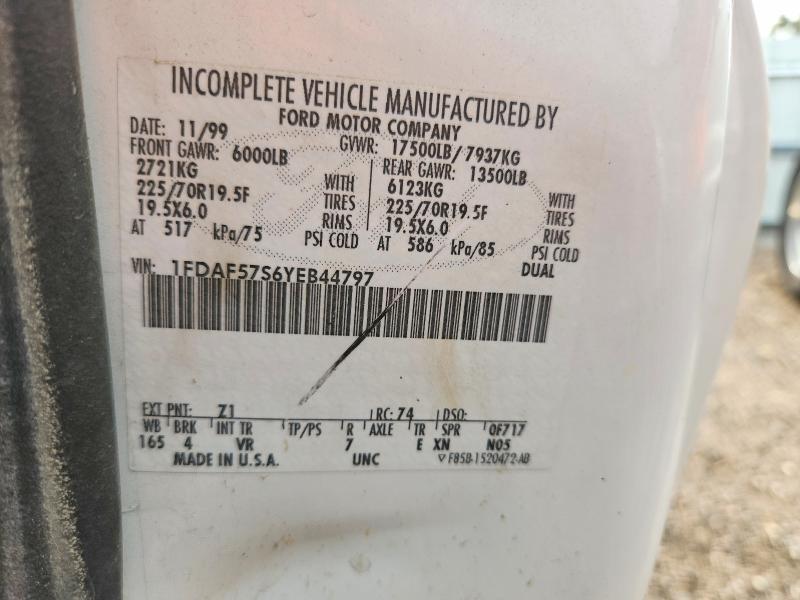 INCOMPLETE VEHICLE MANUFACTURED BY
FORD MOTOR COMPANY
DATE: 11/99 GVWR: 17500LB/ 7937KG
FRONT GAWR: 6000LB REAR GAWR: 13500LB
2721KG WITH 6123KG WITH
225/70R19.5F TIRES 225/70R19.5F TIRES
19.5X6.0 RIMS 19.5X6.0 RIMS
AT 517 kPa/75 PSI COLD AT 586 kPa/85 PSI COLD
DUAL
VIN: 1FDAF57S6YEB44797
EXT PNT: Z1 RC: 74 DSO:
WB BRK INT TR TP/PS R AXLE TR SPR QF717
165 4 VR 7 E XN N05
MADE IN U.S.A. UNC F85B-1520472-AB